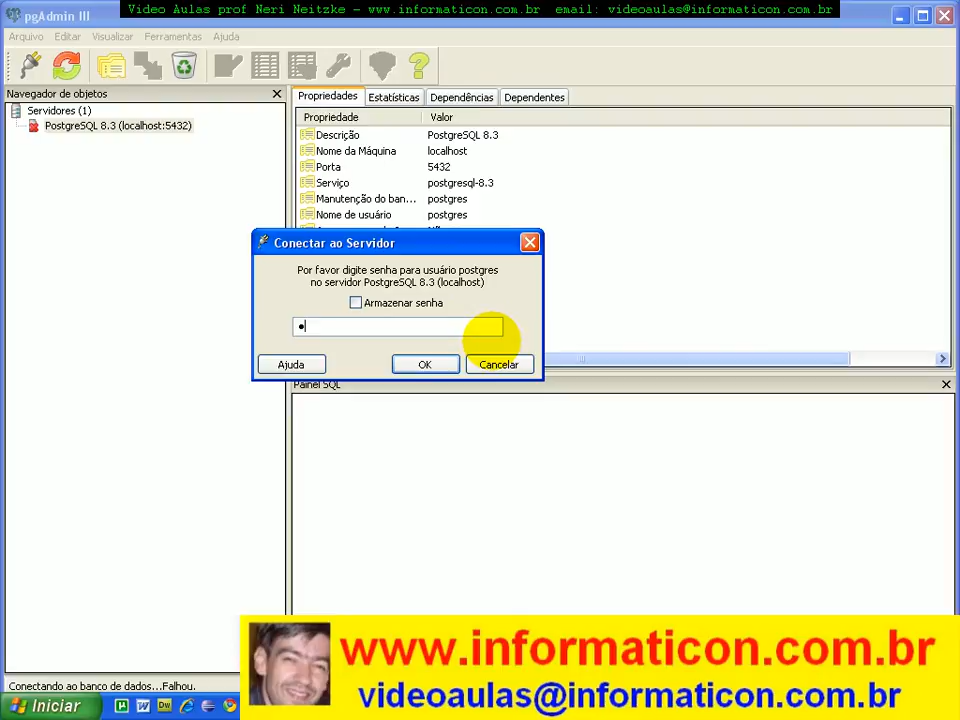 Video Aulas prof Neri Neitzke - www.informaticon.com.br email: videoaulas@informaticon.com.br
pgAdmin III
Arquivo Editar Visualizar Ferramentas Ajuda
Navegador de objetos
Servidores (1)
PostgreSQL 8.3 (localhost:5432)
Propriedades Estatísticas Dependências Dependentes
Propriedade Valor
Descrição PostgreSQL 8.3
Nome da Máquina localhost
Porta 5432
Serviço postgresql-8.3
Manutenção do ban... postgres
Nome de usuário postgres
Conectar ao Servidor
Por favor digite senha para usuário postgres
no servidor PostgreSQL 8.3 (localhost)
Armazenar senha
Ajuda OK Cancelar
Painel SQL
www.informaticon.com.br
videoaulas@informaticon.com.br
Conectando ao banco de dados...Falhou.
Iniciar